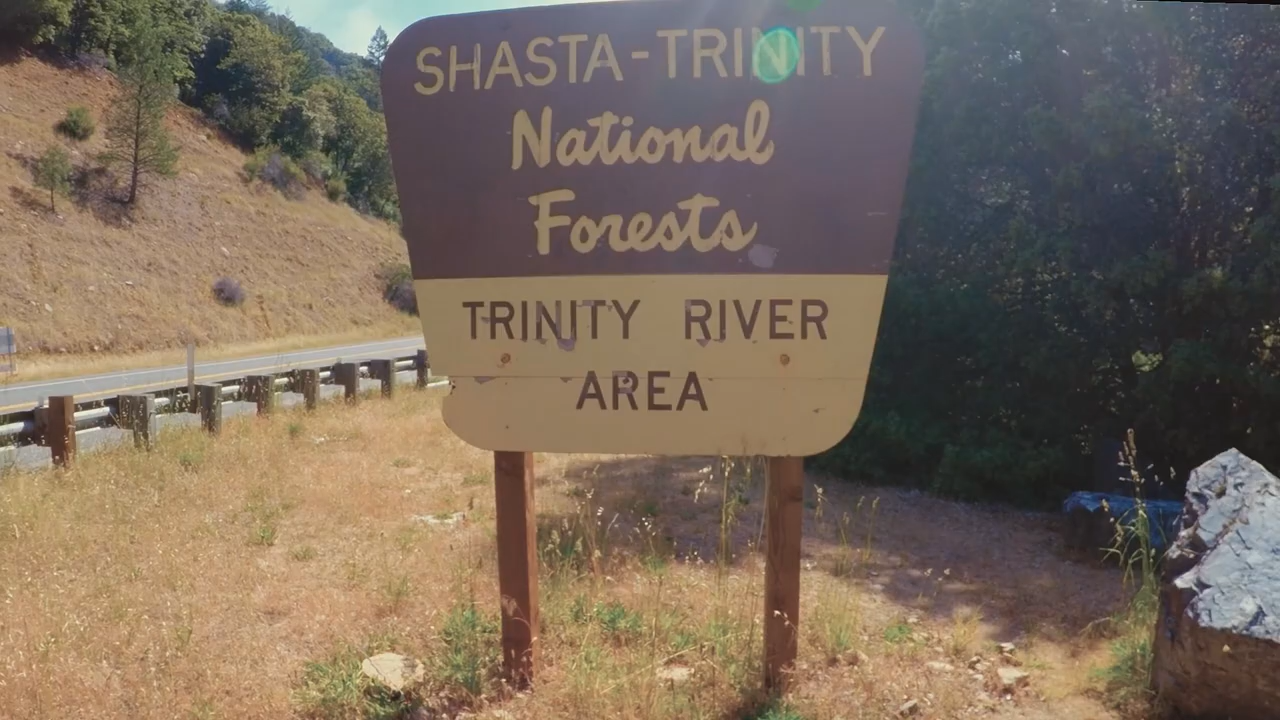 SHASTA-TRINITY
National
Forests
TRINITY RIVER
AREA